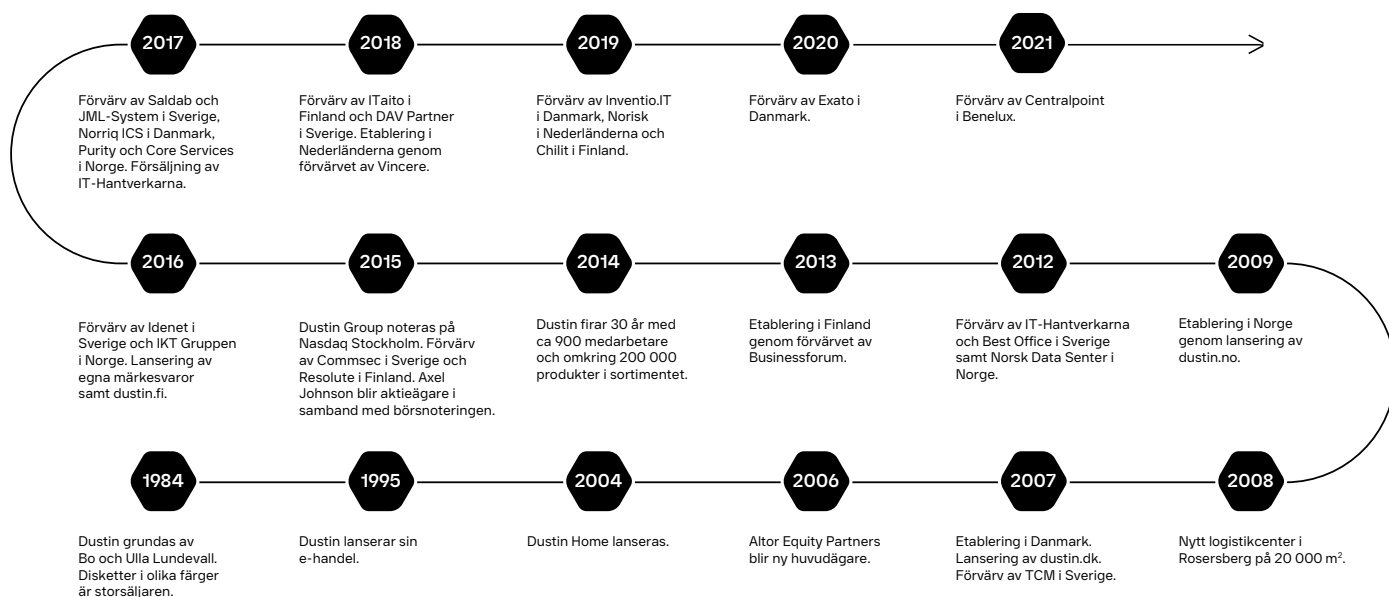 2017
Förvärv av Saldab och
JML-System i Sverige,
Norriq ICS i Danmark,
Purity och Core Services
i Norge. Försäljning av
IT-Hantverkarna.
2018
Förvärv av ITaito i
Finland och DAV Partner
i Sverige. Etablering i
Nederländerna genom
förvärvet av Vincere.
2019
Förvärv av Inventio.IT
i Danmark, Norisk
i Nederländerna och
Chilit i Finland.
2020
Förvärv av Exato i
Danmark.
2021
Förvärv av Centralpoint
i Benelux.
2016
Förvärv av Idenet i
Sverige och IKT Gruppen
i Norge. Lansering av
egna märkesvaror
samt dustin.fi.
2015
Dustin Group noteras på
Nasdaq Stockholm. Förvärv
av Commsec i Sverige och
Resolute i Finland. Axel
Johnson blir aktieägare i
samband med börsnoteringen.
2014
Dustin firar 30 år med
ca 900 medarbetare
och omkring 200 000
produkter i sortimentet.
2013
Etablering i Finland
genom förvärvet av
Businessforum.
2012
Förvärv av IT-Hantverkarna
och Best Office i Sverige
samt Norsk Data Senter i
Norge.
2009
Etablering i Norge
genom lansering av
dustin.no.
1984
Dustin grundas av
Bo och Ulla Lundevall.
Disketter i olika färger
är storsäljaren.
1995
Dustin lanserar sin
e-handel.
2004
Dustin Home lanseras.
2006
Altor Equity Partners
blir ny huvudägare.
2007
Etablering i Danmark.
Lansering av dustin.dk.
Förvärv av TCM i Sverige.
2008
Nytt logistikcenter i
Rosersberg på 20 000 m².